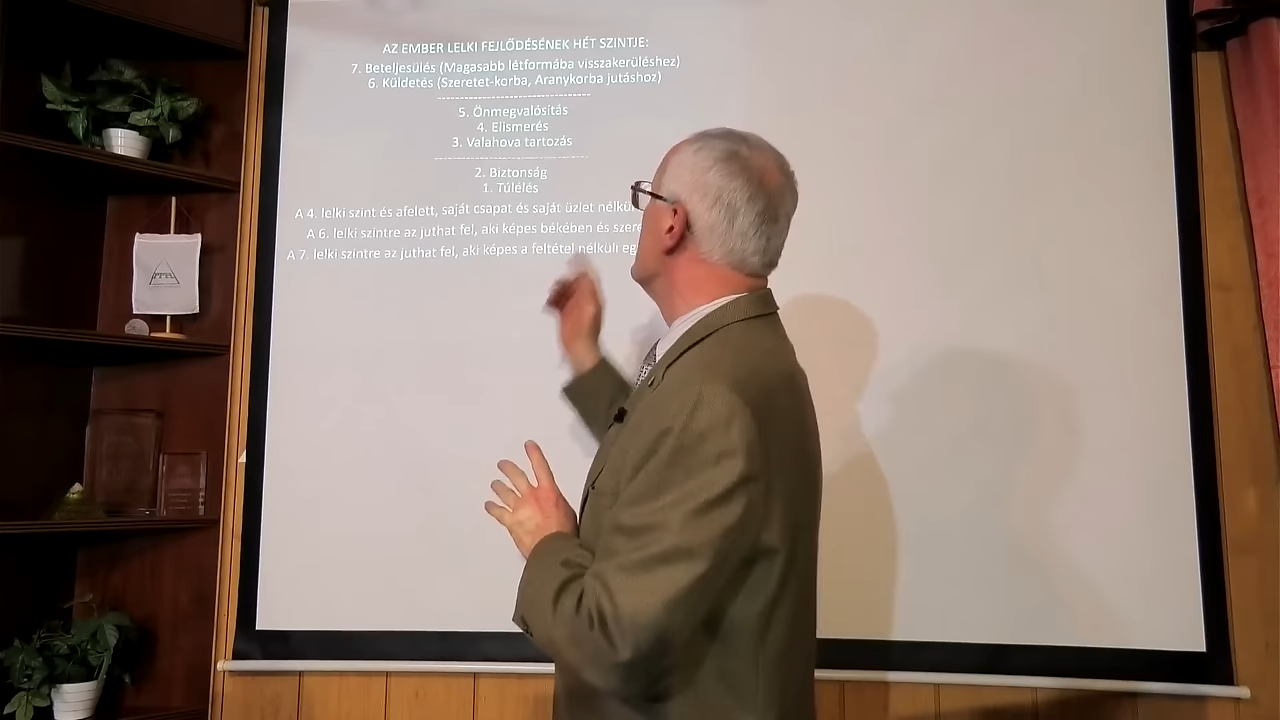 AZ EMBER LELKI FEJLŐDÉSÉNEK HÉT SZINTJE:
7. Beteljesülés (Magasabb létformába visszakerüléshez)
6. Küldetés (Szeretet-korba, Aranykorba jutáshoz)
5. Önmegvalósítás
4. Elismerés
3. Valahova tartozás
2. Biztonság
1. Túlélés
A 4. lelki szint és afelett, saját csapat és saját üzlet nélkül
A 6. lelki szintre az juthat fel, aki képes békében és szere
A 7. lelki szintre az juthat fel, aki képes a feltétel nélküli eg